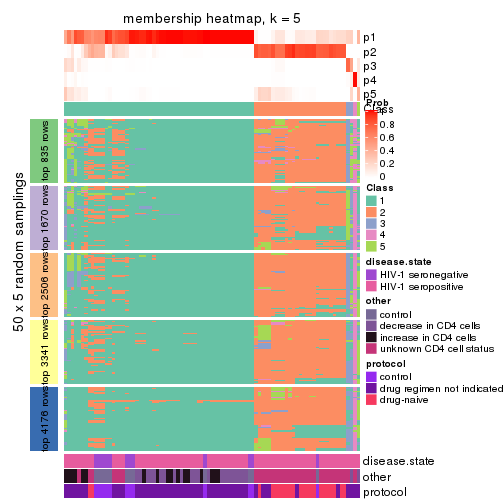 membership heatmap, k = 5
p1
p2
p3
p4
p5
Class
Prob
1
0.8
0.6
0.4
0.2
0
Class
1
2
3
4
5
disease.state
HIV-1 seronegative
HIV-1 seropositive
other
control
decrease in CD4 cells
increase in CD4 cells
unknown CD4 cell status
protocol
control
drug regimen not indicated
drug-naive
50 x 5 random samplings
top 835 rows
top 1670 rows
top 2506 rows
top 3341 rows
top 4176 rows
disease.state
other
protocol